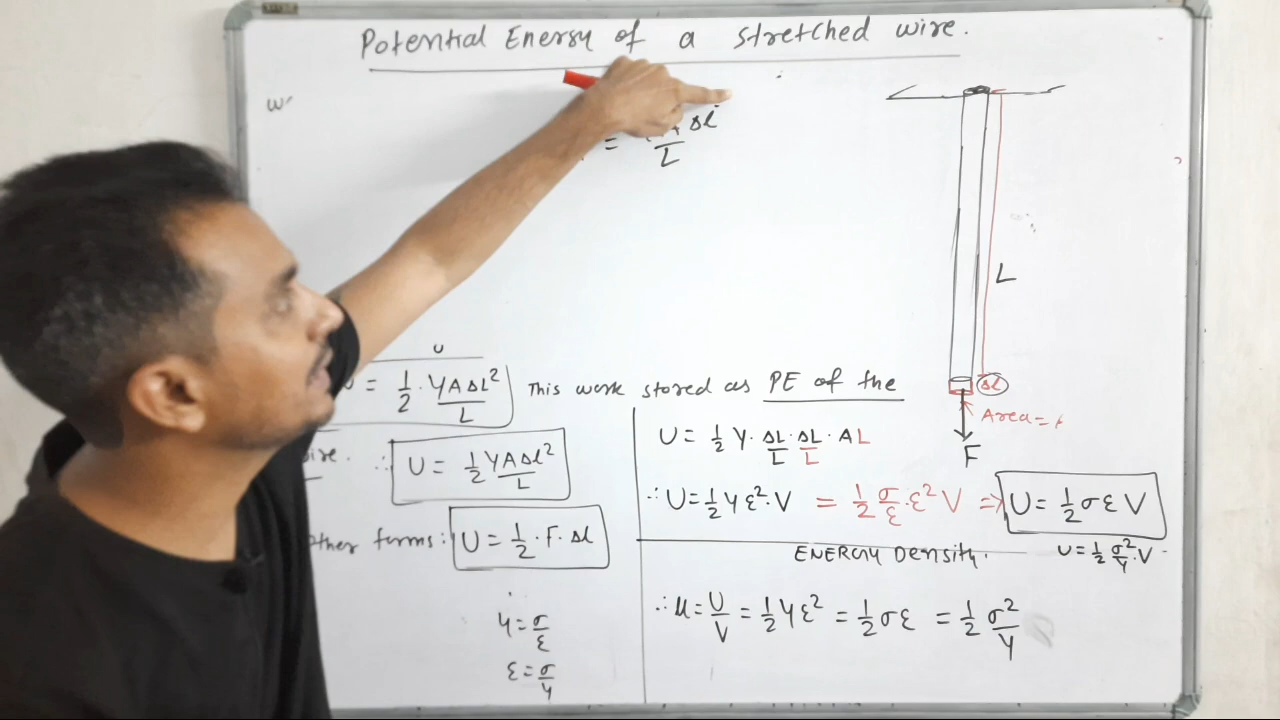 Potential Energy of a stretched wire.
= Δl
L
L
Δl
F
= 1/2 · YAΔL²/L This work stored as PE of the
∴ U = 1/2 YAΔl²/L
Other forms: U = 1/2 · F · Δl
Y = σ/ε
ε = σ/Y
U = 1/2 Y · ΔL/L · ΔL/L · AL
∴ U = 1/2 Y ε² · V = 1/2 σ/ε · ε² V ⇒ U = 1/2 σ ε V
ENERGY Density. U = 1/2 σ²/Y · V
∴ u = U/V = 1/2 Y ε² = 1/2 σ ε = 1/2 σ²/Y